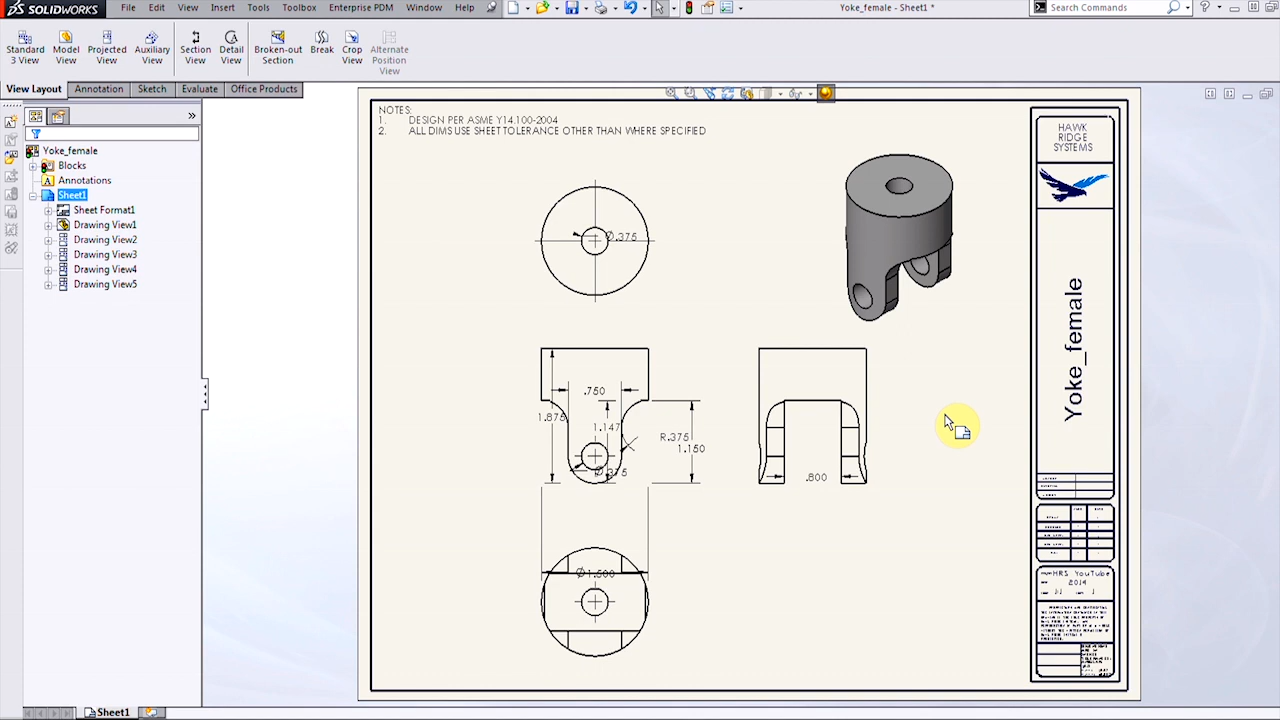 SOLIDWORKS File Edit View Insert Tools Toolbox Enterprise PDM Window Help Yoke_female - Sheet1 * Search Commands
Standard 3 View
Model View
Projected View
Auxiliary View
Section View
Detail View
Broken-out Section
Break
Crop View
Alternate Position View
View Layout Annotation Sketch Evaluate Office Products
Yoke_female
Blocks
Annotations
Sheet1
Sheet Format1
Drawing View1
Drawing View2
Drawing View3
Drawing View4
Drawing View5
NOTES:
1. DESIGN PER ASME Y14.100-2004
2. ALL DIMS USE SHEET TOLERANCE OTHER THAN WHERE SPECIFIED
Ø.375
.750
1.875
1.147
R.375
1.150
Ø.375
.800
Ø1.500
HAWK
RIDGE
SYSTEMS
Yoke_female
HRS YouTube
2014
Sheet1